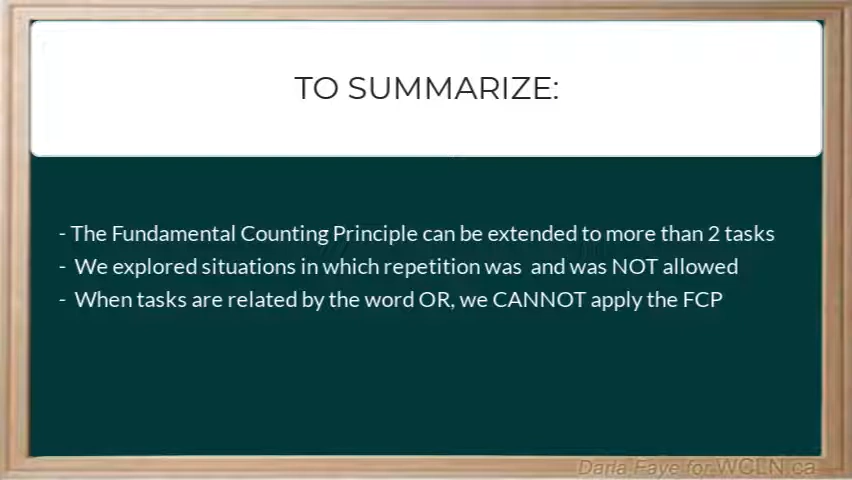 TO SUMMARIZE:
- The Fundamental Counting Principle can be extended to more than 2 tasks
- We explored situations in which repetition was and was NOT allowed
- When tasks are related by the word OR, we CANNOT apply the FCP
Darla Faye for WCLN.ca